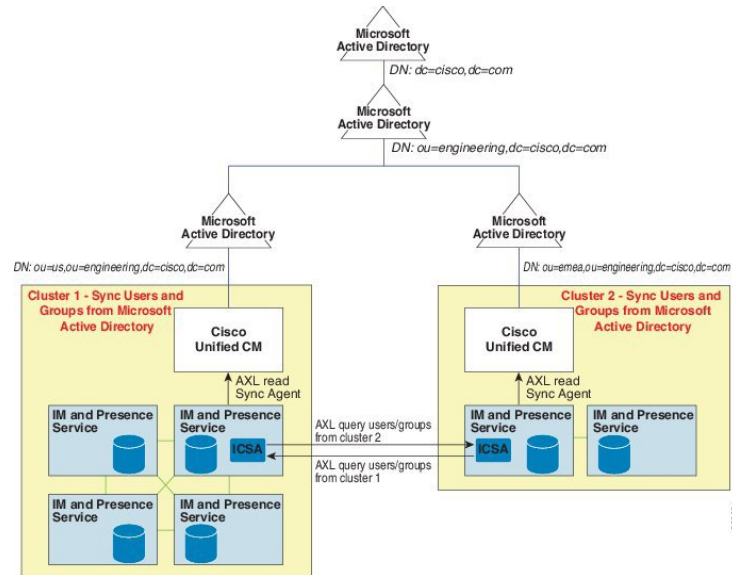 Microsoft
Active Directory
DN: dc=cisco,dc=com
Microsoft
Active Directory
DN: ou=engineering,dc=cisco,dc=com
Microsoft
Active Directory
Microsoft
Active Directory
DN: ou=us,ou=engineering,dc=cisco,dc=com
DN: ou=emea,ou=engineering,dc=cisco,dc=com
Cluster 1 - Sync Users and
Groups from Microsoft
Active Directory
Cisco
Unified CM
AXL read
Sync Agent
IM and Presence
Service
IM and Presence
Service
ICSA
IM and Presence
Service
IM and Presence
Service
AXL query users/groups
from cluster 2
AXL query users/groups
from cluster 1
Cluster 2 - Sync Users and
Groups from Microsoft
Active Directory
Cisco
Unified CM
AXL read
Sync Agent
IM and Presence
Service
ICSA
IM and Presence
Service